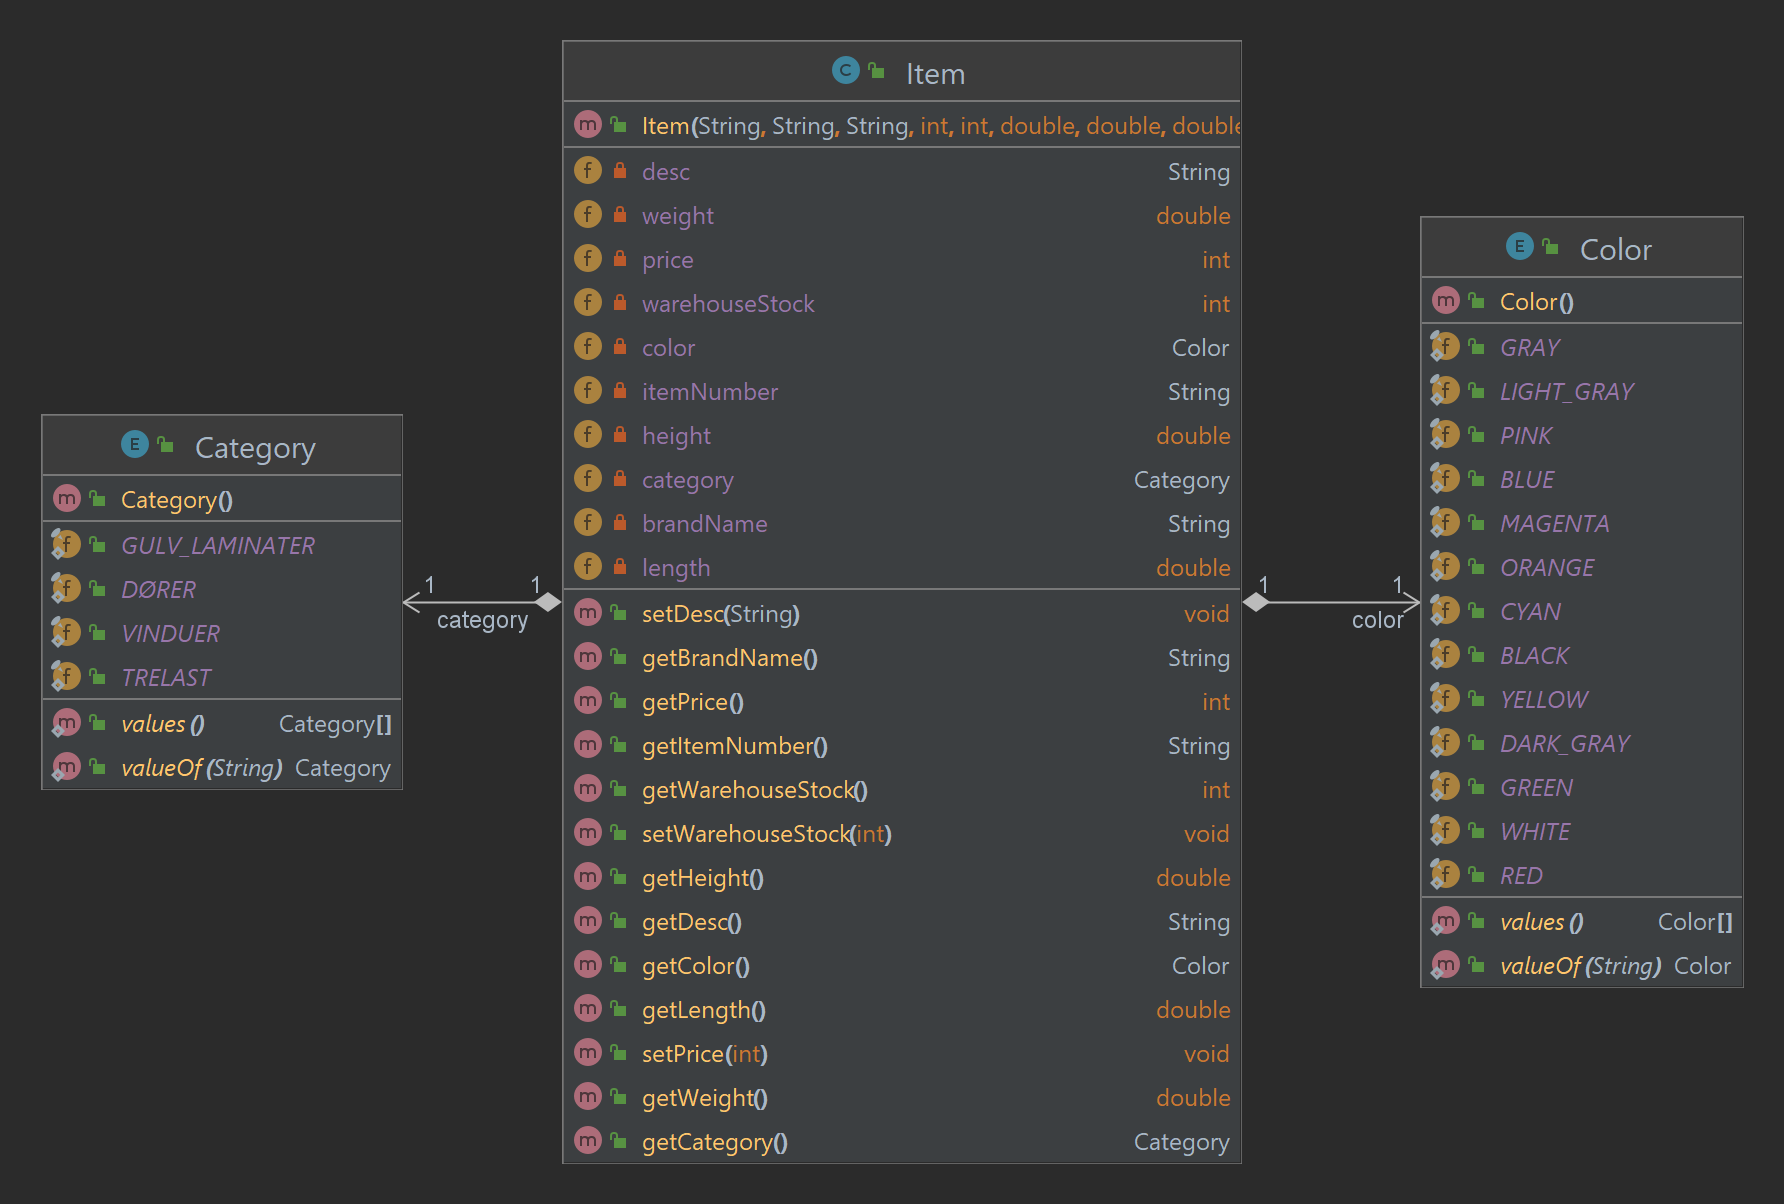 C Item
m Item(String, String, String, int, int, double, double, double
f desc String
f weight double
f price int
f warehouseStock int
f color Color
f itemNumber String
f height double
f category Category
f brandName String
f length double
m setDesc(String) void
m getBrandName() String
m getPrice() int
m getItemNumber() String
m getWarehouseStock() int
m setWarehouseStock(int) void
m getHeight() double
m getDesc() String
m getColor() Color
m getLength() double
m setPrice(int) void
m getWeight() double
m getCategory() Category
E Category
m Category()
f GULV_LAMINATER
f DØRER
f VINDUER
f TRELAST
m values() Category[]
m valueOf(String) Category
1 1
category
1 1
color
E Color
m Color()
f GRAY
f LIGHT_GRAY
f PINK
f BLUE
f MAGENTA
f ORANGE
f CYAN
f BLACK
f YELLOW
f DARK_GRAY
f GREEN
f WHITE
f RED
m values() Color[]
m valueOf(String) Color